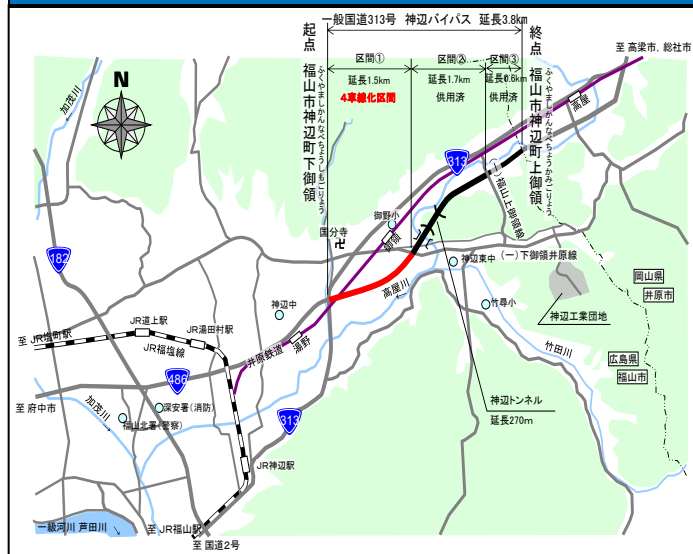 一般国道313号 神辺バイパス 延長3.8km
起点 福山市神辺町下御領
ふくやましかんなべちょうしもごりょう
終点 福山市神辺町上御領
ふくやましかんなべちょうかみごりょう
区間①
延長1.5km
4車線化区間
区間②
延長1.7km
供用済
区間③
延長0.6km
供用済
至 高梁市,総社市
N
加茂川
高屋
313
(一)福山上御領線
御野小
国分寺
御領
神辺東中
(一)下御領井原線
182
高屋川
岡山県
井原市
神辺中
竹尋小
神辺工業団地
至 JR塩町駅
JR道上駅
JR湯田村駅
JR福塩線
井原鉄道
湯野
竹田川
広島県
福山市
486
至 府中市
加茂川
深安署(消防)
福山北署(警察)
313
神辺トンネル
延長270m
JR神辺駅
一級河川 芦田川
至 JR福山駅
至 国道2号